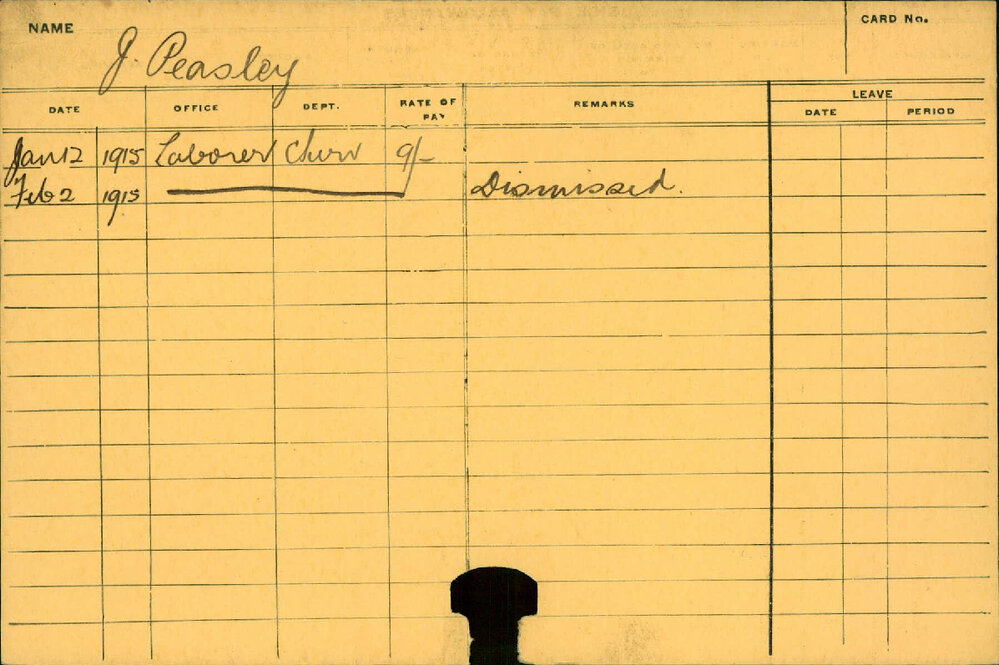 NAME J. Peasley CARD No.
DATE OFFICE DEPT. RATE OF PAY REMARKS LEAVE
DATE PERIOD
Jan 12 1915 Laborer 9/-
Feb 2 1915 Dismissed.